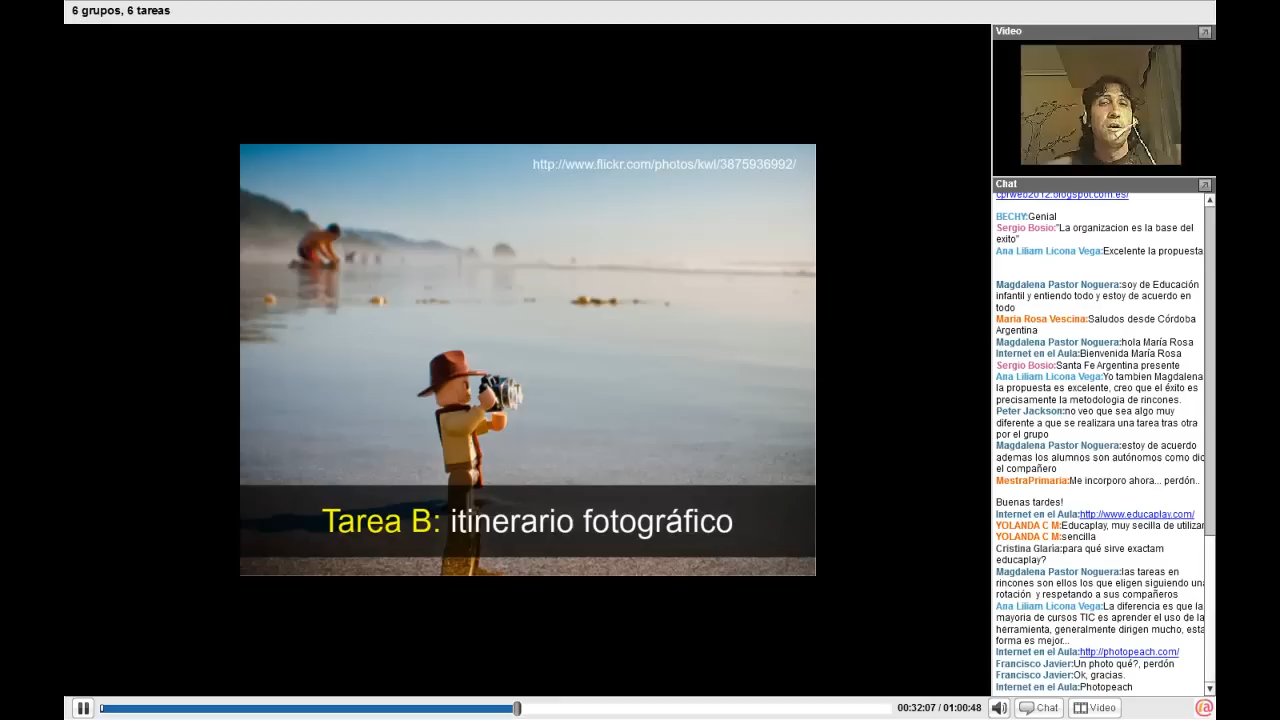 6 grupos, 6 tareas
http://www.flickr.com/photos/kwl/3875936992/
Tarea B: itinerario fotográfico
Video
Chat
cprweb2012.blogspot.com.es/
BECHY:Genial
Sergio Bosio:"La organizacion es la base del
exito"
Ana Liliam Licona Vega:Excelente la propuesta
Magdalena Pastor Noguera:soy de Educación
infantil y entiendo todo y estoy de acuerdo en
todo
María Rosa Vescina:Saludos desde Córdoba
Argentina
Magdalena Pastor Noguera:hola María Rosa
Internet en el Aula:Bienvenida María Rosa
Sergio Bosio:Santa Fe Argentina presente
Ana Liliam Licona Vega:Yo tambien Magdalena
la propuesta es excelente, creo que el éxito es
precisamente la metodologia de rincones.
Peter Jackson:no veo que sea algo muy
diferente a que se realizara una tarea tras otra
por el grupo
Magdalena Pastor Noguera:estoy de acuerdo
ademas los alumnos son autónomos como dic
el compañero
MestraPrimaria:Me incorporo ahora... perdón..
Buenas tardes!
Internet en el Aula:http://www.educaplay.com/
YOLANDA C M:Educaplay, muy secilla de utilizar
YOLANDA C M:sencilla
Cristina Glaría:para qué sirve exactam
educaplay?
Magdalena Pastor Noguera:las tareas en
rincones son ellos los que eligen siguiendo una
rotación y respetando a sus compañeros
Ana Liliam Licona Vega:La diferencia es que la
mayoria de cursos TIC es aprender el uso de la
herramienta, generalmente dirigen mucho, esta
forma es mejor...
Internet en el Aula:http://photopeach.com/
Francisco Javier:Un photo qué?, perdón
Francisco Javier:Ok, gracias.
Internet en el Aula:Photopeach
00:32:07 / 01:00:48
Chat
Video
@